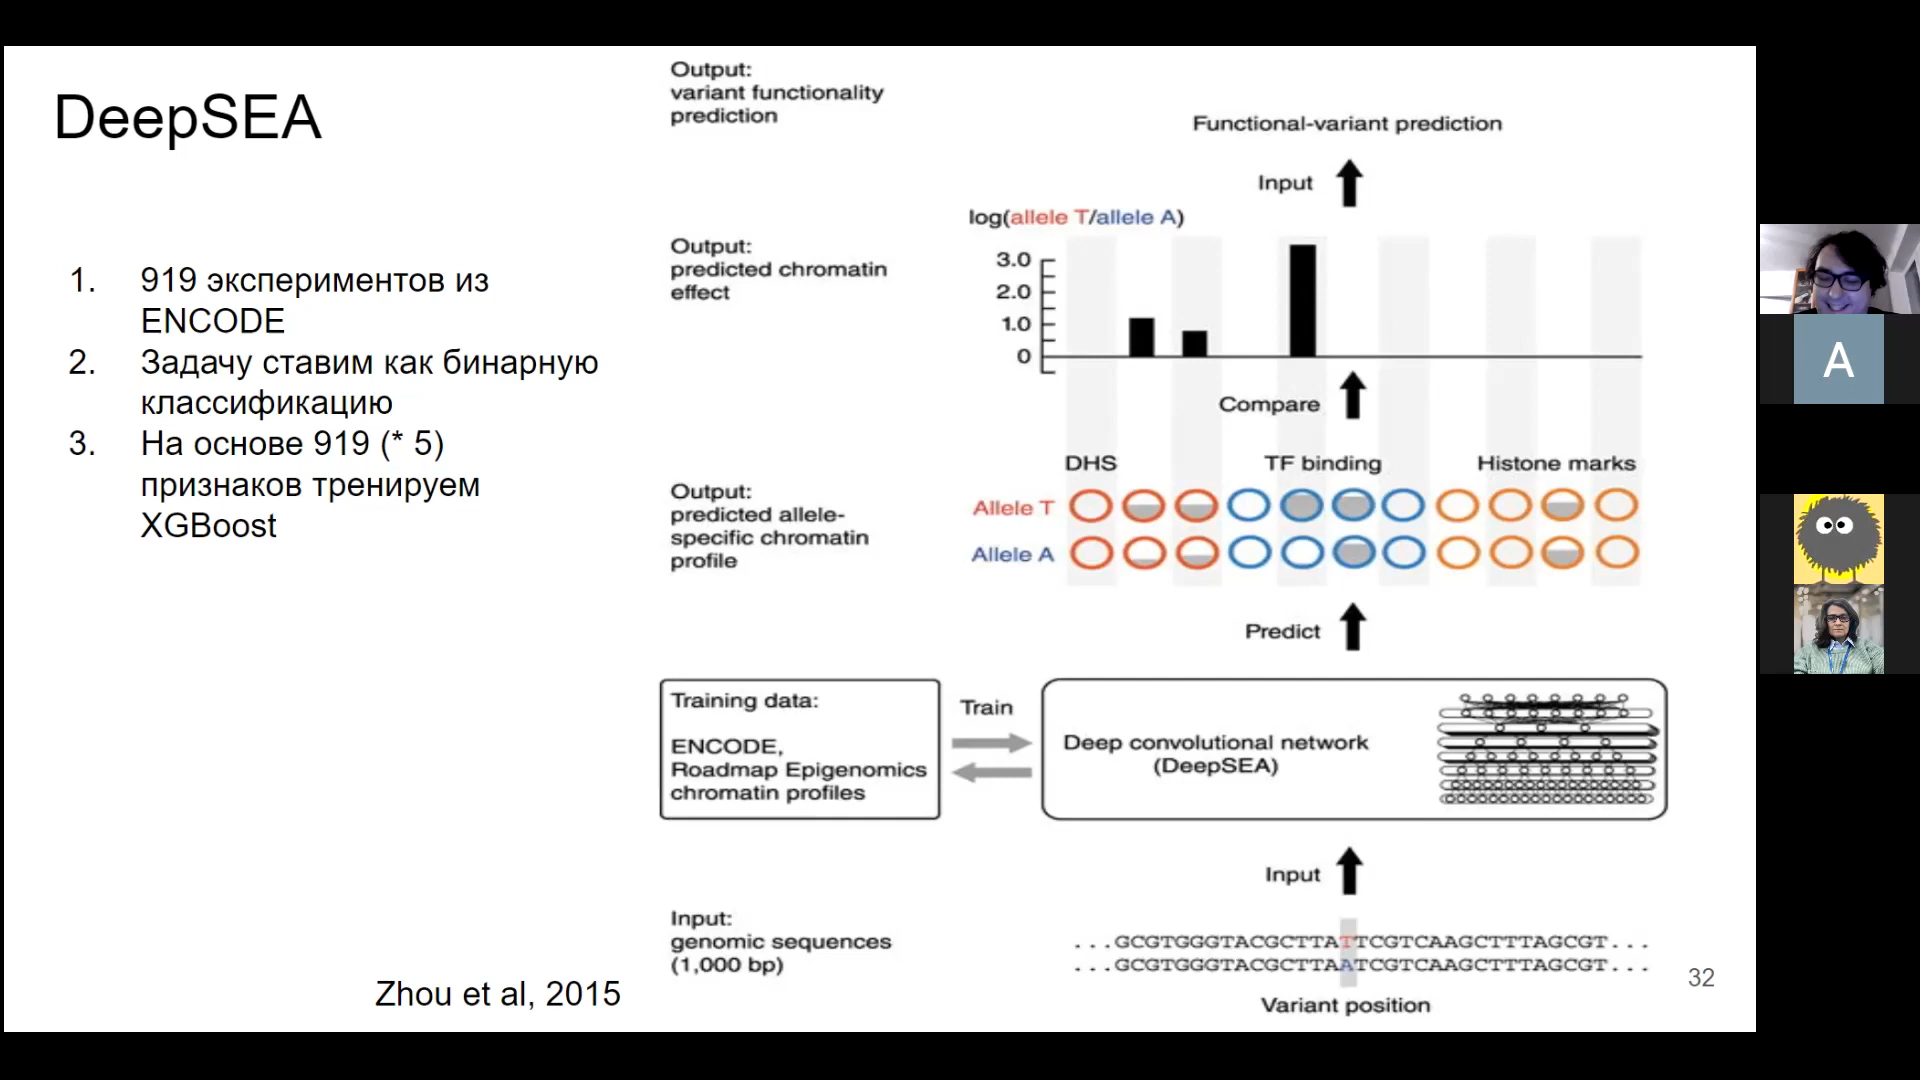 DeepSEA
1. 919 экспериментов из
ENCODE
2. Задачу ставим как бинарную
классификацию
3. На основе 919 (* 5)
признаков тренируем
XGBoost
Zhou et al, 2015
Output:
variant functionality
prediction
Functional-variant prediction
Input
log(allele T/allele A)
Output:
predicted chromatin
effect
3.0
2.0
1.0
0
Compare
DHS TF binding Histone marks
Output:
predicted allele-
specific chromatin
profile
Allele T
Allele A
Predict
Training data:
ENCODE,
Roadmap Epigenomics
chromatin profiles
Train
Deep convolutional network
(DeepSEA)
Input
Input:
genomic sequences
(1,000 bp)
...GCGTGGGTACGCTTATTCGTCAAGCTTTAGCGT...
...GCGTGGGTACGCTTAATCGTCAAGCTTTAGCGT...
Variant position
32
A